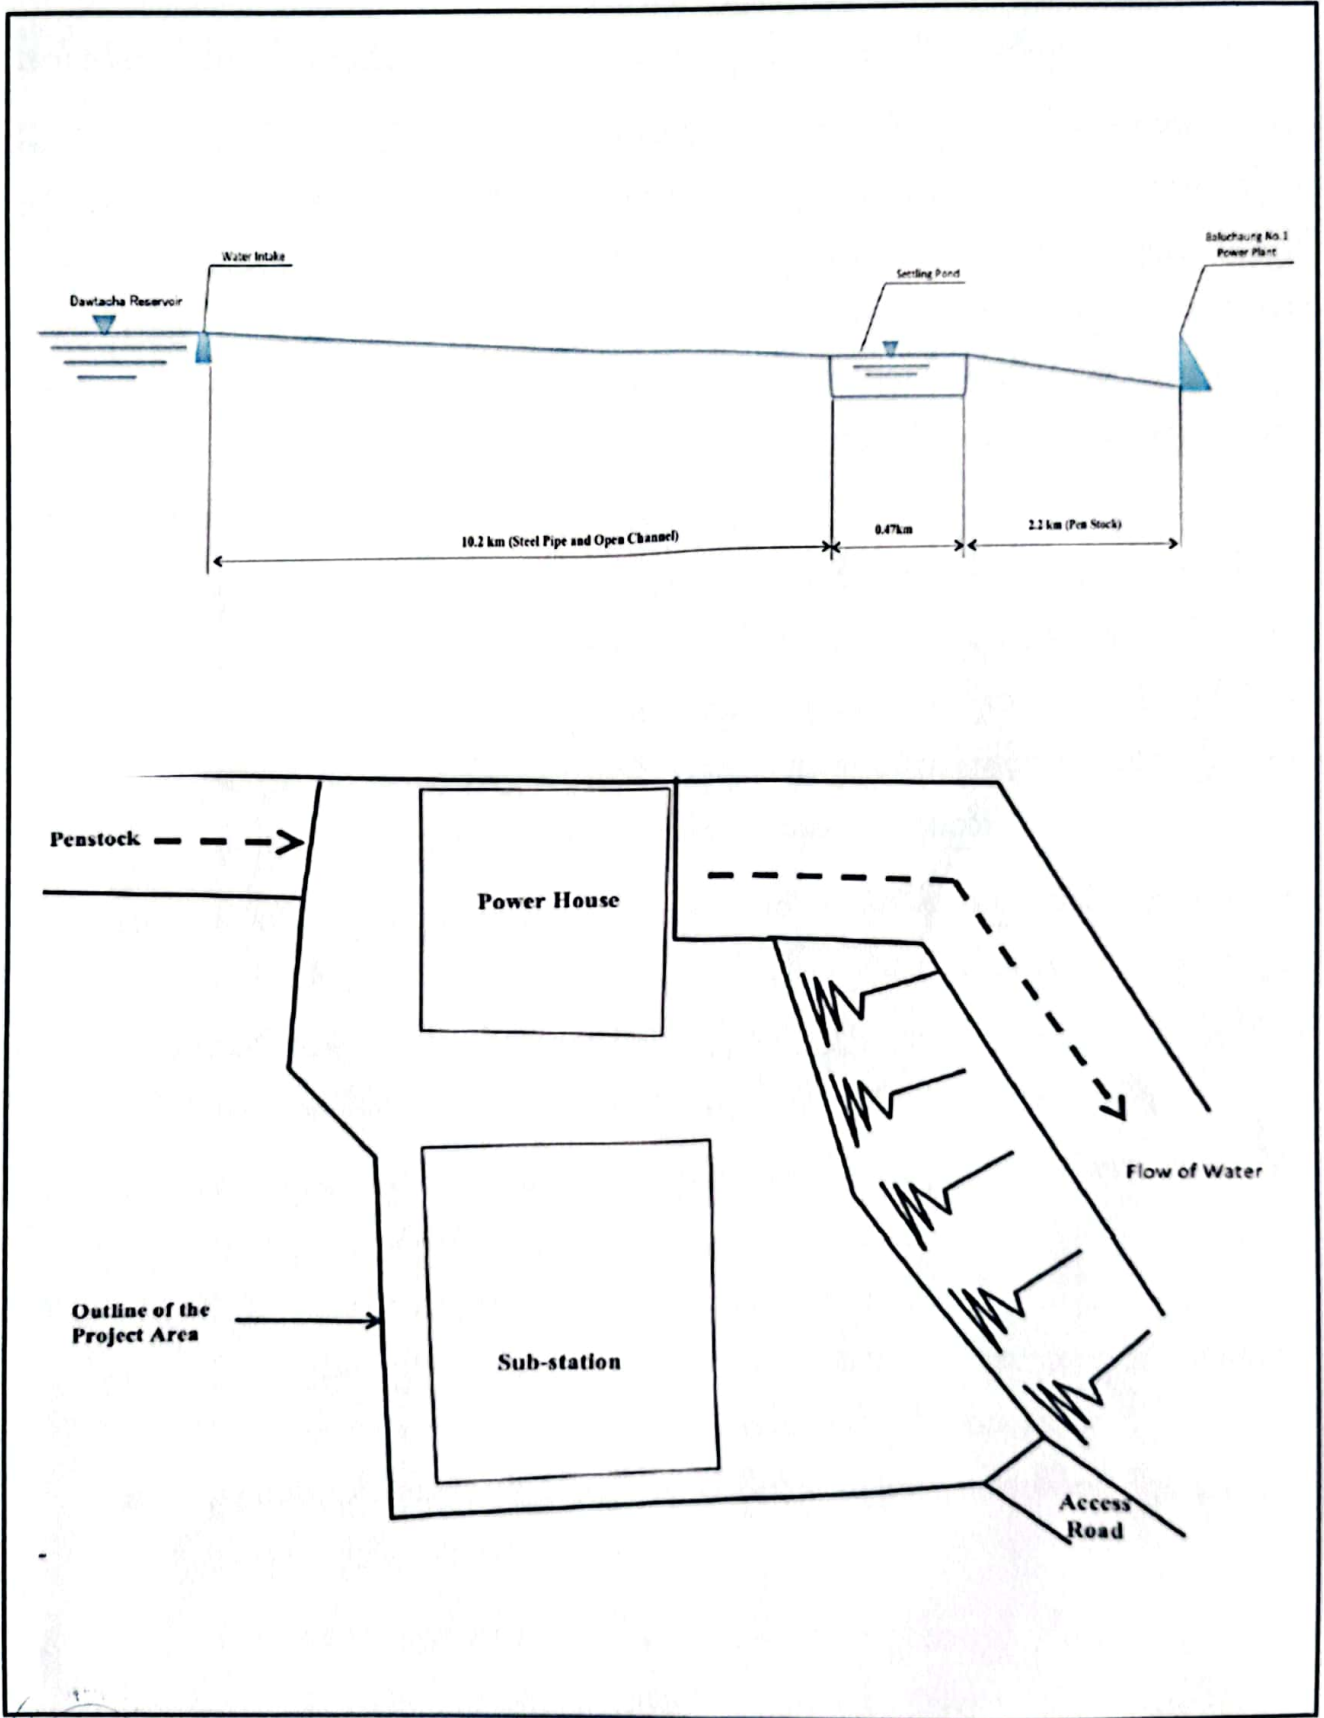 Water Intake
Baluchaung No.1
Power Plant
Settling Pond
Dawtacha Reservoir
10.2 km (Steel Pipe and Open Channel)
0.47km
2.2 km (Pen Stock)
Penstock
Power House
Flow of Water
Outline of the
Project Area
Sub-station
Access
Road